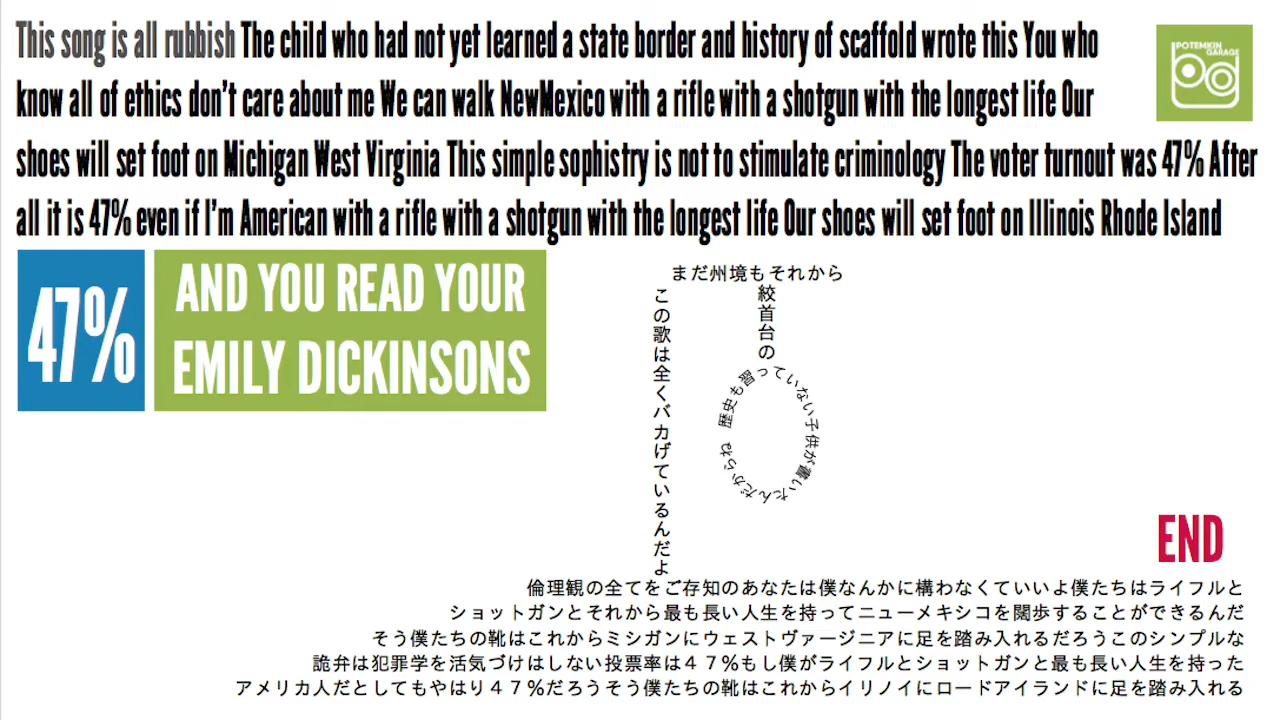 This song is all rubbish The child who had not yet learned a state border and history of scaffold wrote this You who
know all of ethics don't care about me We can walk NewMexico with a rifle with a shotgun with the longest life Our
shoes will set foot on Michigan West Virginia This simple sophistry is not to stimulate criminology The voter turnout was 47% After
all it is 47% even if I'm American with a rifle with a shotgun with the longest life Our shoes will set foot on Illinois Rhode Island
POTEMKIN
GARAGE
47%
AND YOU READ YOUR
EMILY DICKINSONS
この歌は全くバカげているんだよ
まだ州境もそれから
絞首台の
歴史も習っていない子供が書いたんだからね
END
倫理観の全てをご存知のあなたは僕なんかに構わなくていいよ僕たちはライフルと
ショットガンとそれから最も長い人生を持ってニューメキシコを闊歩することができるんだ
そう僕たちの靴はこれからミシガンにウェストヴァージニアに足を踏み入れるだろうこのシンプルな
詭弁は犯罪学を活気づけはしない投票率は４７%もし僕がライフルとショットガンと最も長い人生を持った
アメリカ人だとしてもやはり４７%だろうそう僕たちの靴はこれからイリノイにロードアイランドに足を踏み入れる